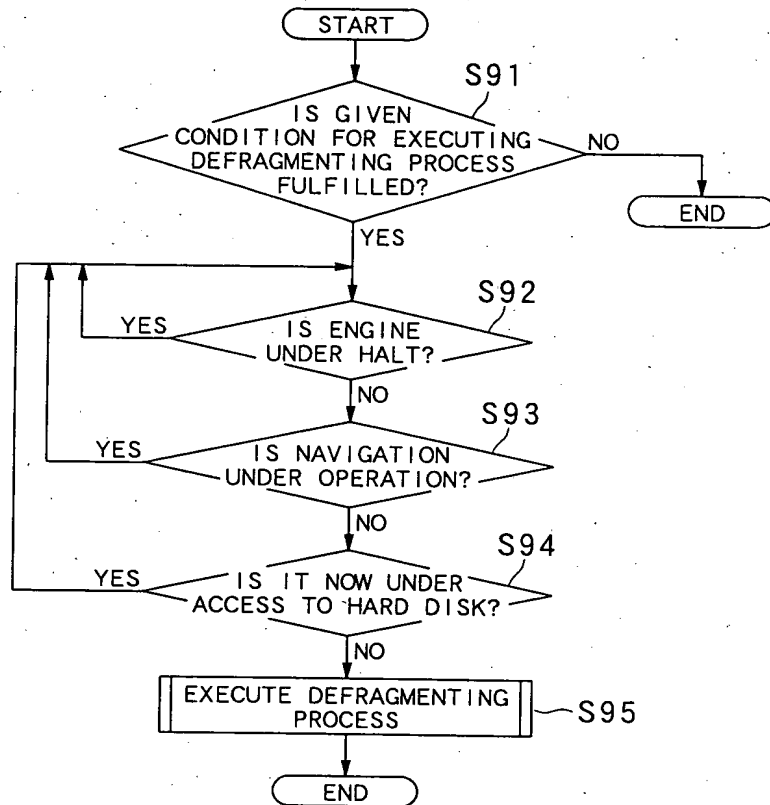 START
S91
IS GIVEN
CONDITION FOR EXECUTING
DEFRAGMENTING PROCESS
FULFILLED?
NO
END
YES
S92
YES
IS ENGINE
UNDER HALT?
NO
S93
YES
IS NAVIGATION
UNDER OPERATION?
NO
S94
YES
IS IT NOW UNDER
ACCESS TO HARD DISK?
NO
EXECUTE DEFRAGMENTING
PROCESS
S95
END